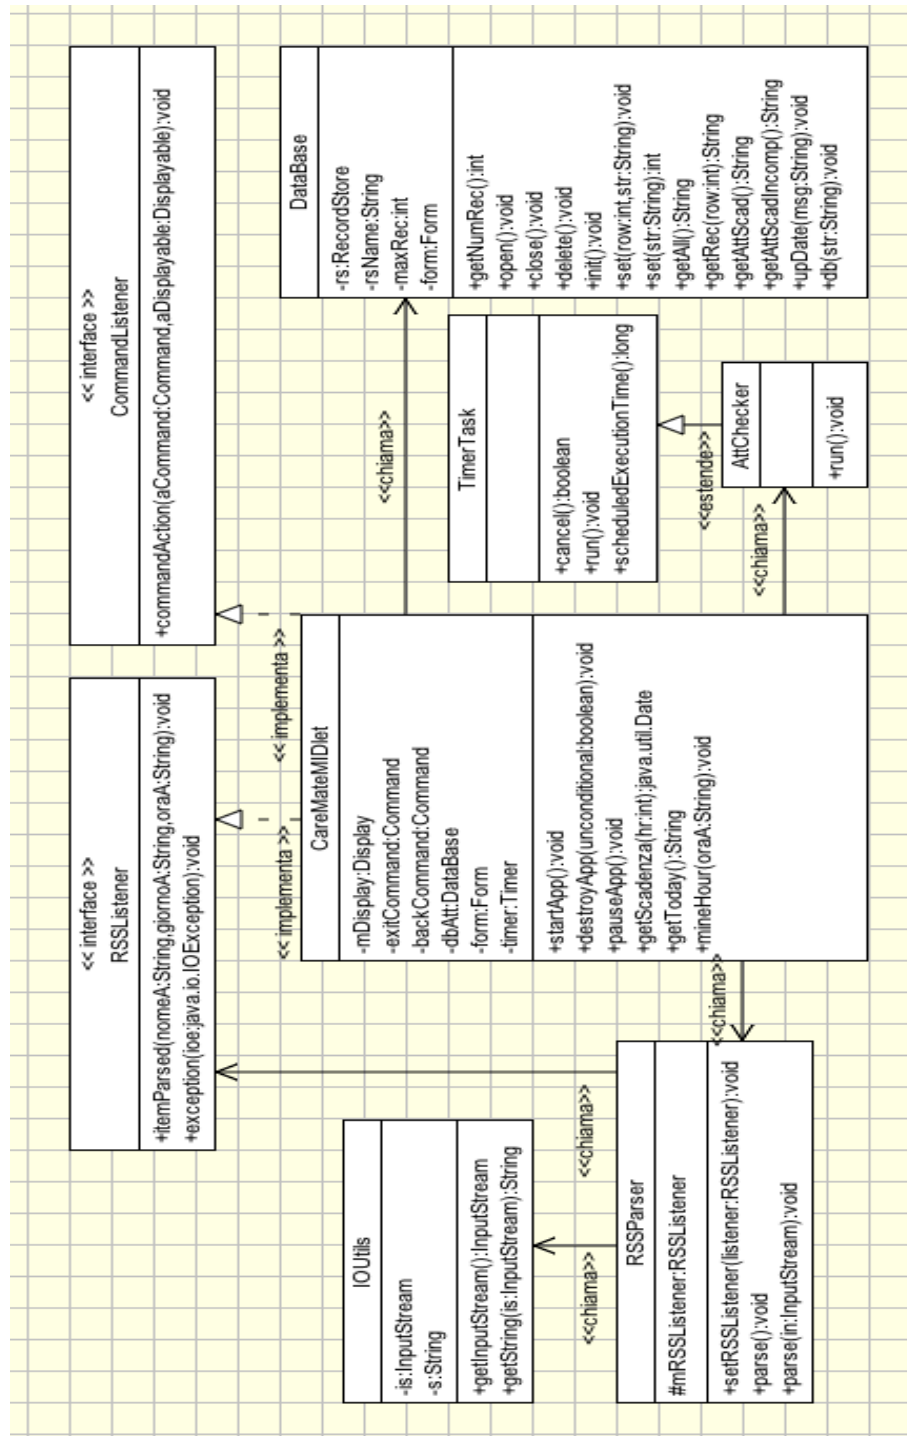 << interface >>
RSSListener
+itemParsed(nomeA:String,giornoA:String,oraA:String):void
+exception(ioe:java.io.IOException):void
<< interface >>
CommandListener
+commandAction(aCommand:Command,aDisplayable:Displayable):void
<< implementa >>
<< implementa >>
IOUtils
-is:InputStream
-s:String
+getInputStream():InputStream
+getString(is:InputStream):String
<<chiama>>
<<chiama>>
CareMateMIDlet
-mDisplay:Display
-exitCommand:Command
-backCommand:Command
-dbAtt:DataBase
-form:Form
-timer:Timer
+startApp():void
+destroyApp(unconditional:boolean):void
+pauseApp():void
+getScadenza(hr:int):java.util.Date
+getToday():String
+mineHour(oraA:String):void
<<chiama>>
DataBase
-rs:RecordStore
-rsName:String
-maxRec:int
-form:Form
+getNumRec():int
+open():void
+close():void
+delete():void
+init():void
+set(row:int,str:String):void
+set(str:String):int
+getAll():String
+getRec(row:int):String
+getAttScad():String
+getAttScadIncomp():String
+upDate(msg:String):void
+db(str:String):void
TimerTask
+cancel():boolean
+run():void
+scheduledExecutionTime():long
<<estende>>
<<chiama>>
AttChecker
+run():void
<<chiama>>
RSSParser
#mRSSListener:RSSListener
+setRSSListener(listener:RSSListener):void
+parse():void
+parse(in:InputStream):void